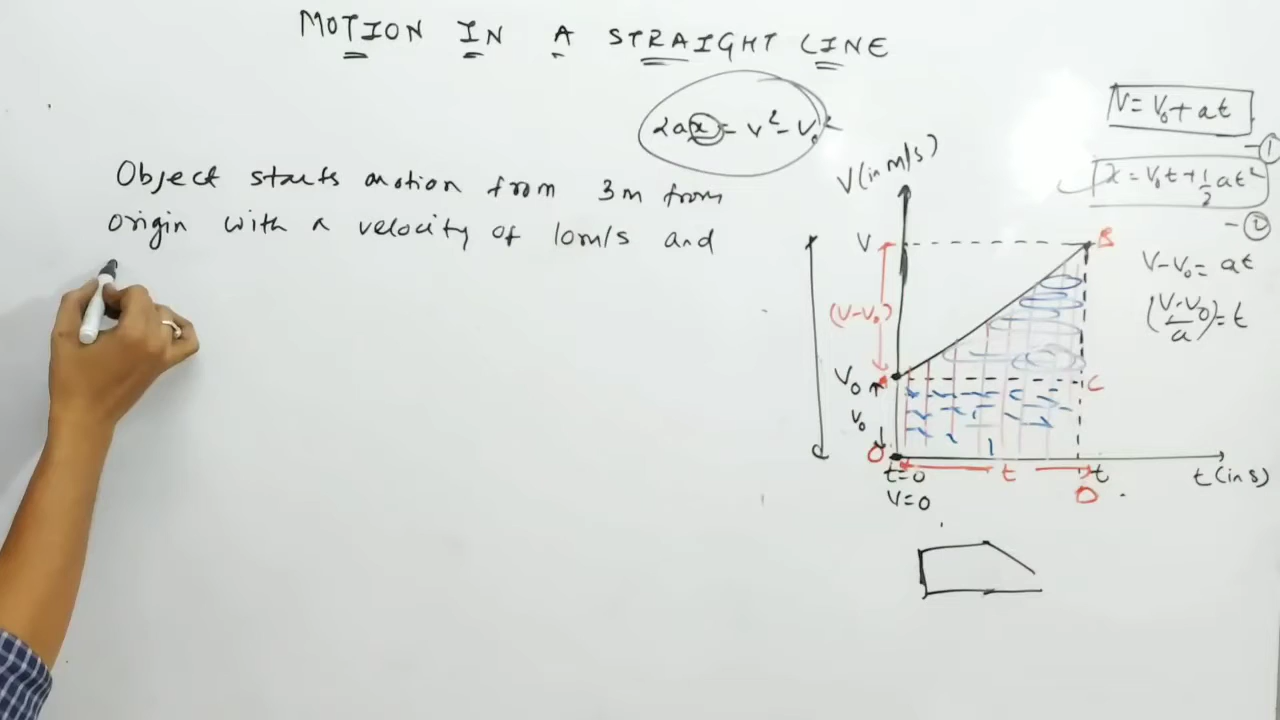 MOTION IN A STRAIGHT LINE
2ax = v² - v₀²
Object starts motion from 3m from
origin with a velocity of 10m/s and
V = V₀ + at
- ①
x = V₀t + 1/2 at²
- ②
V - V₀ = at
(V - V₀ / a) = t
V (in m/s)
V
B
(V - V₀)
V₀
C
V₀
O
t=0
t
t
t (in s)
V=0
D